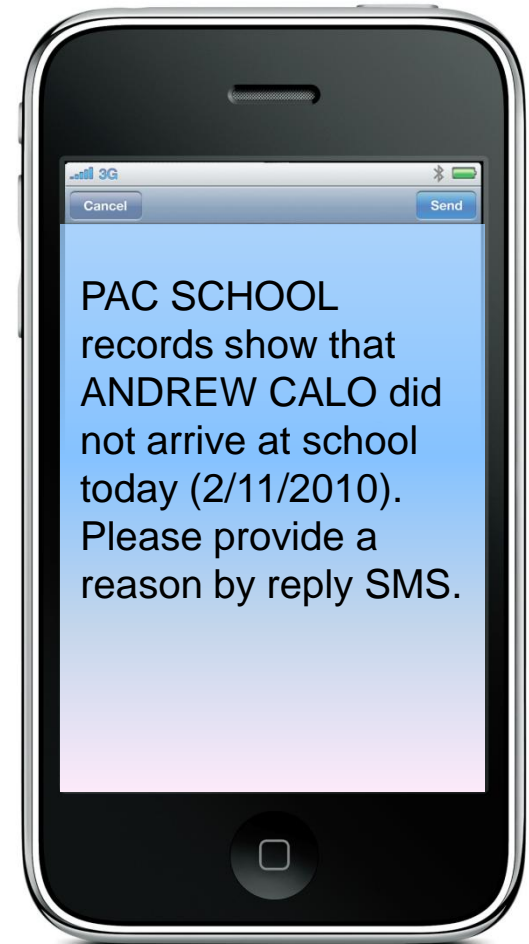 3G
Cancel Send
PAC SCHOOL
records show that
ANDREW CALO did
not arrive at school
today (2/11/2010).
Please provide a
reason by reply SMS.